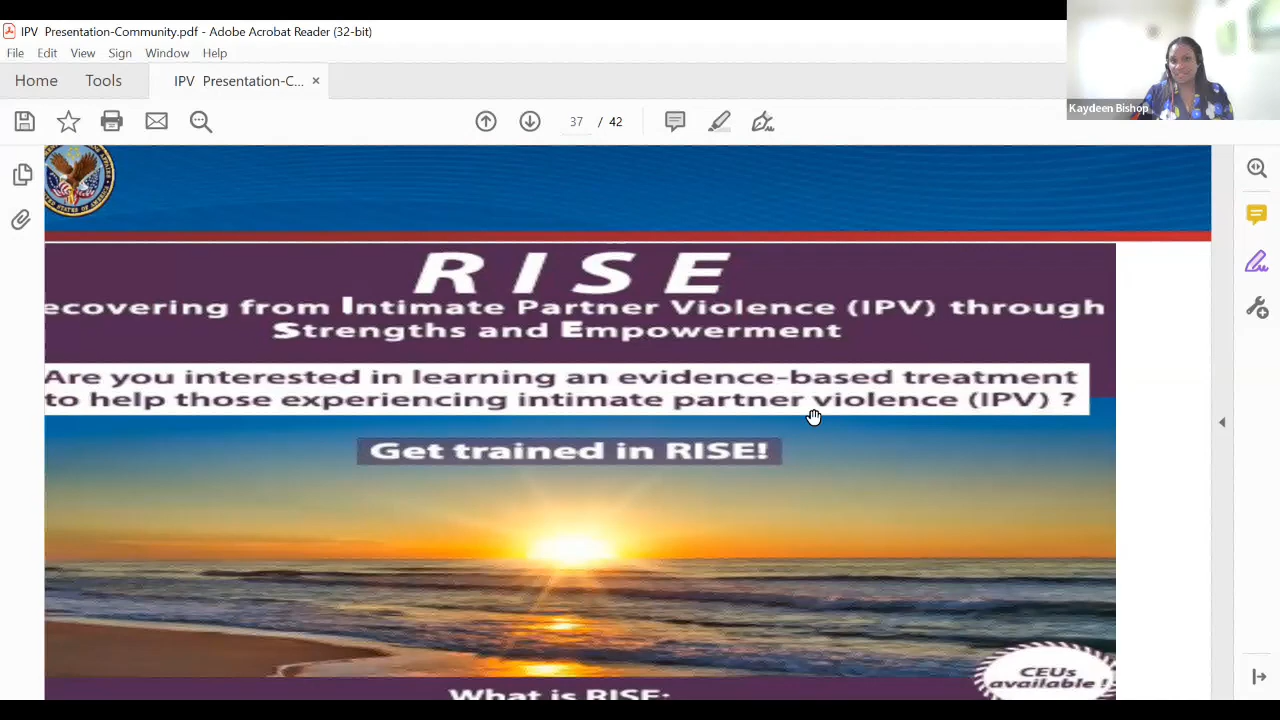 IPV Presentation-Community.pdf - Adobe Acrobat Reader (32-bit)
File Edit View Sign Window Help
Home Tools IPV Presentation-C... ×
37 / 42
Kaydeen Bishop
RISE
ecovering from Intimate Partner Violence (IPV) through
Strengths and Empowerment
Are you interested in learning an evidence-based treatment
to help those experiencing intimate partner violence (IPV) ?
Get trained in RISE!
CEUs
available !
What is RISE: